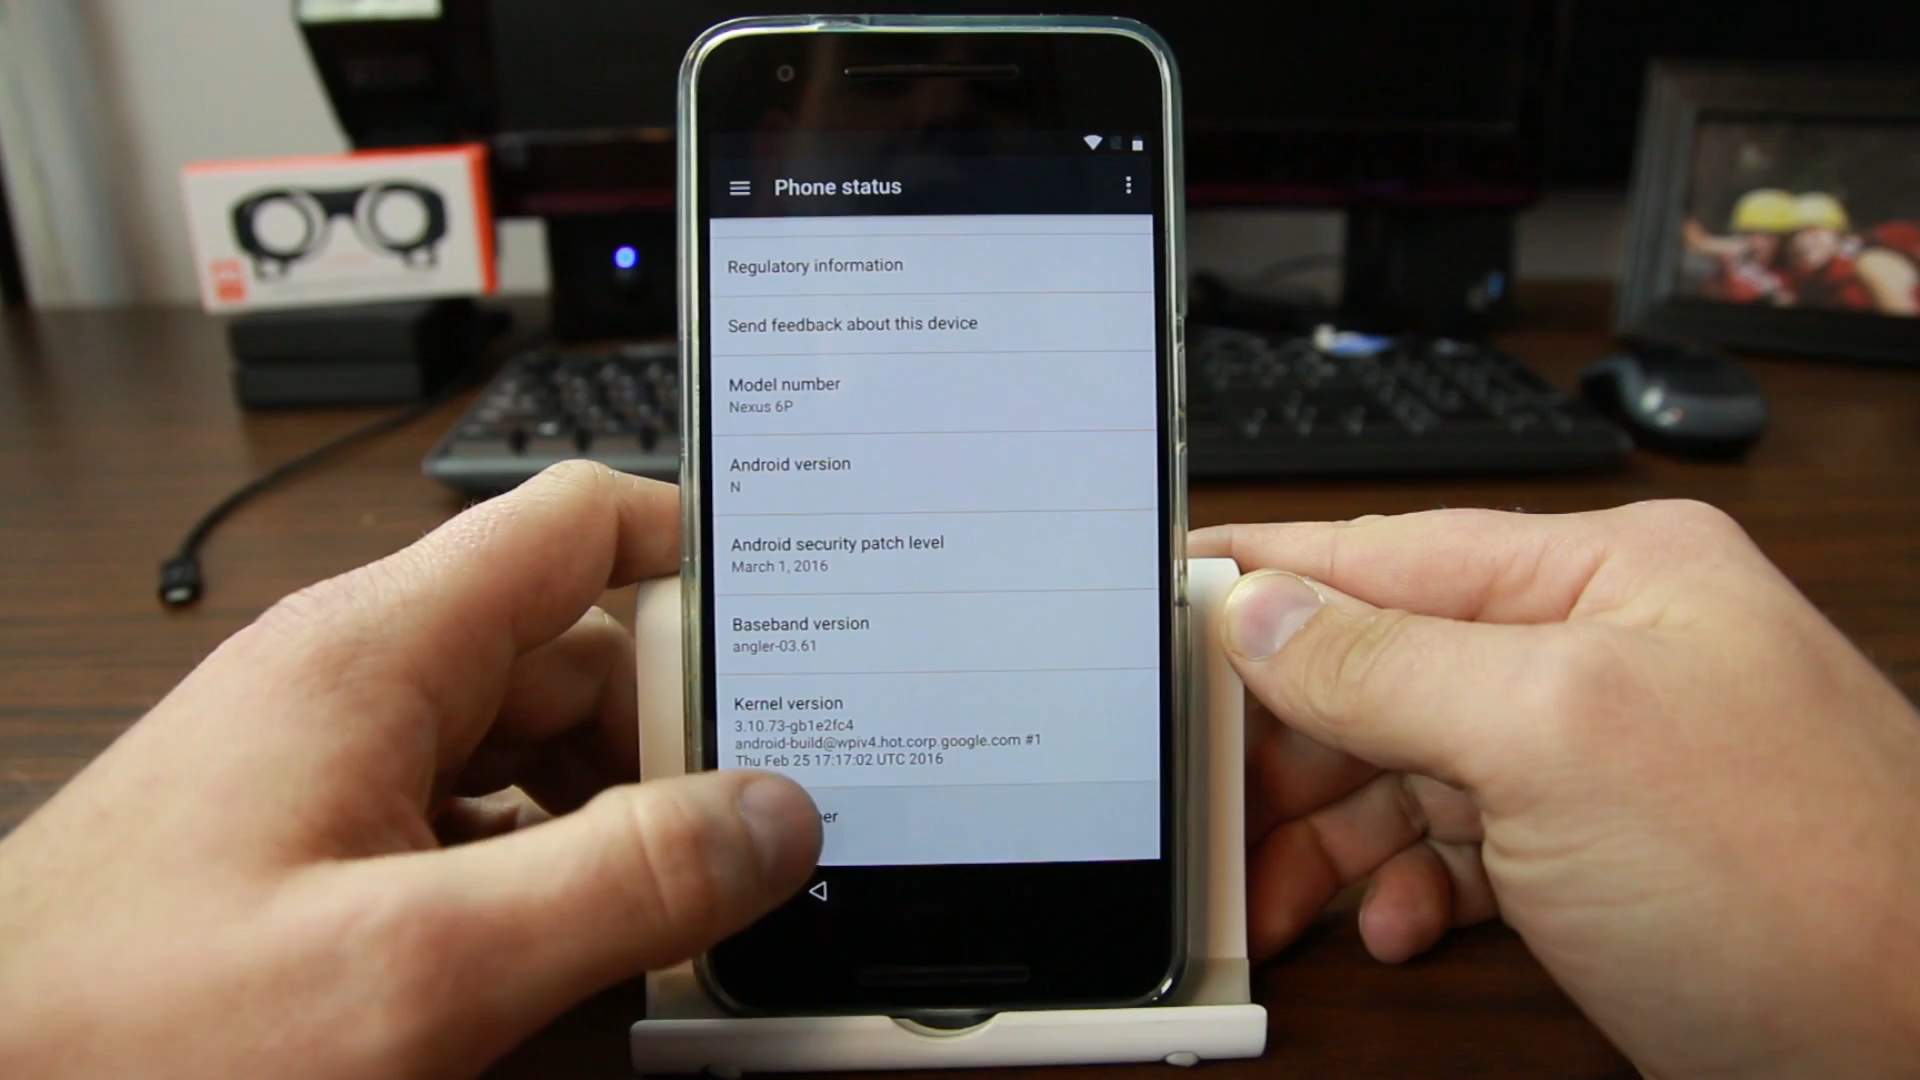 Phone status
Regulatory information
Send feedback about this device
Model number
Nexus 6P
Android version
N
Android security patch level
March 1, 2016
Baseband version
angler-03.61
Kernel version
3.10.73-gb1e2fc4
android-build@wpiv4.hot.corp.google.com #1
Thu Feb 25 17:17:02 UTC 2016